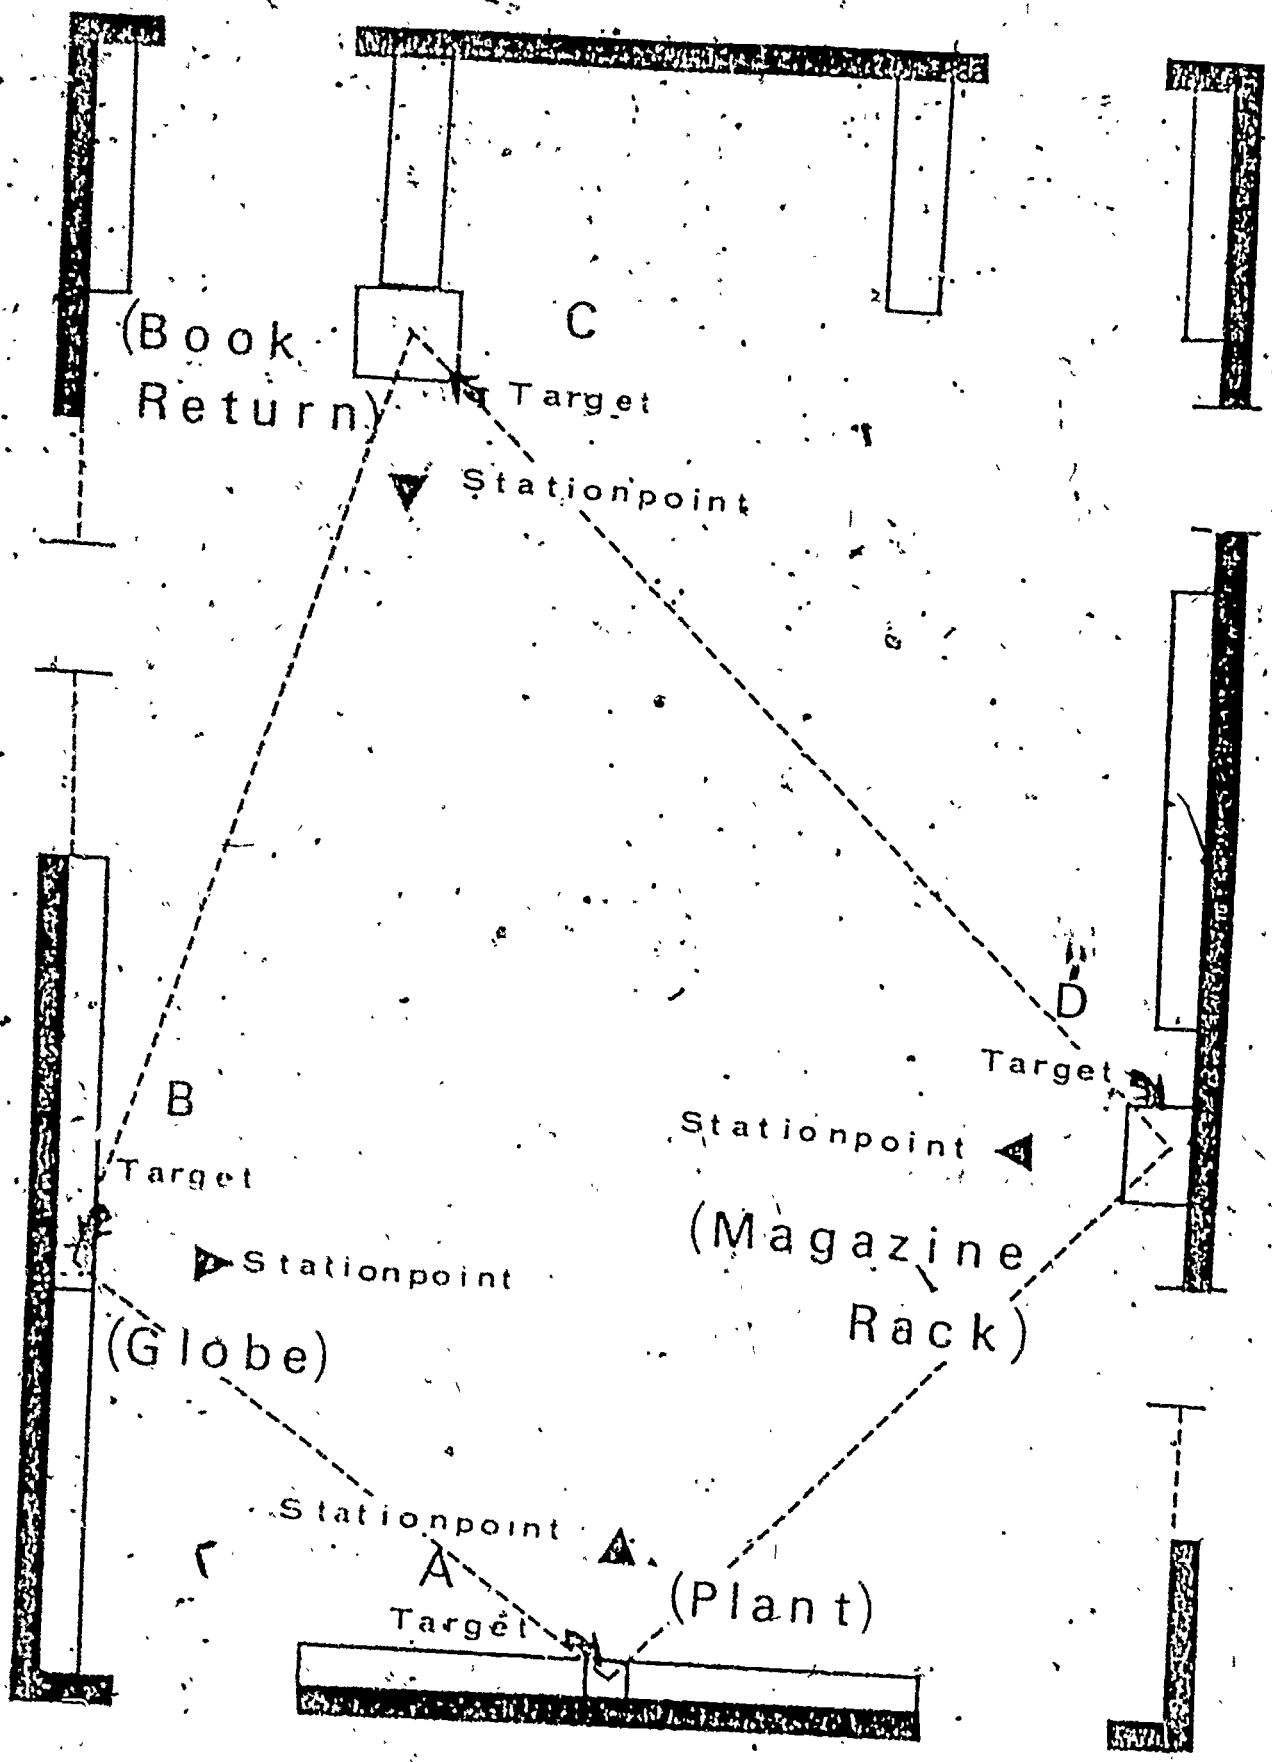 C
(Book
Return)
Target
Stationpoint
D
Target
B
Stationpoint
Target
(Magazine
Rack)
Stationpoint
(Globe)
Stationpoint
A
(Plant)
Target